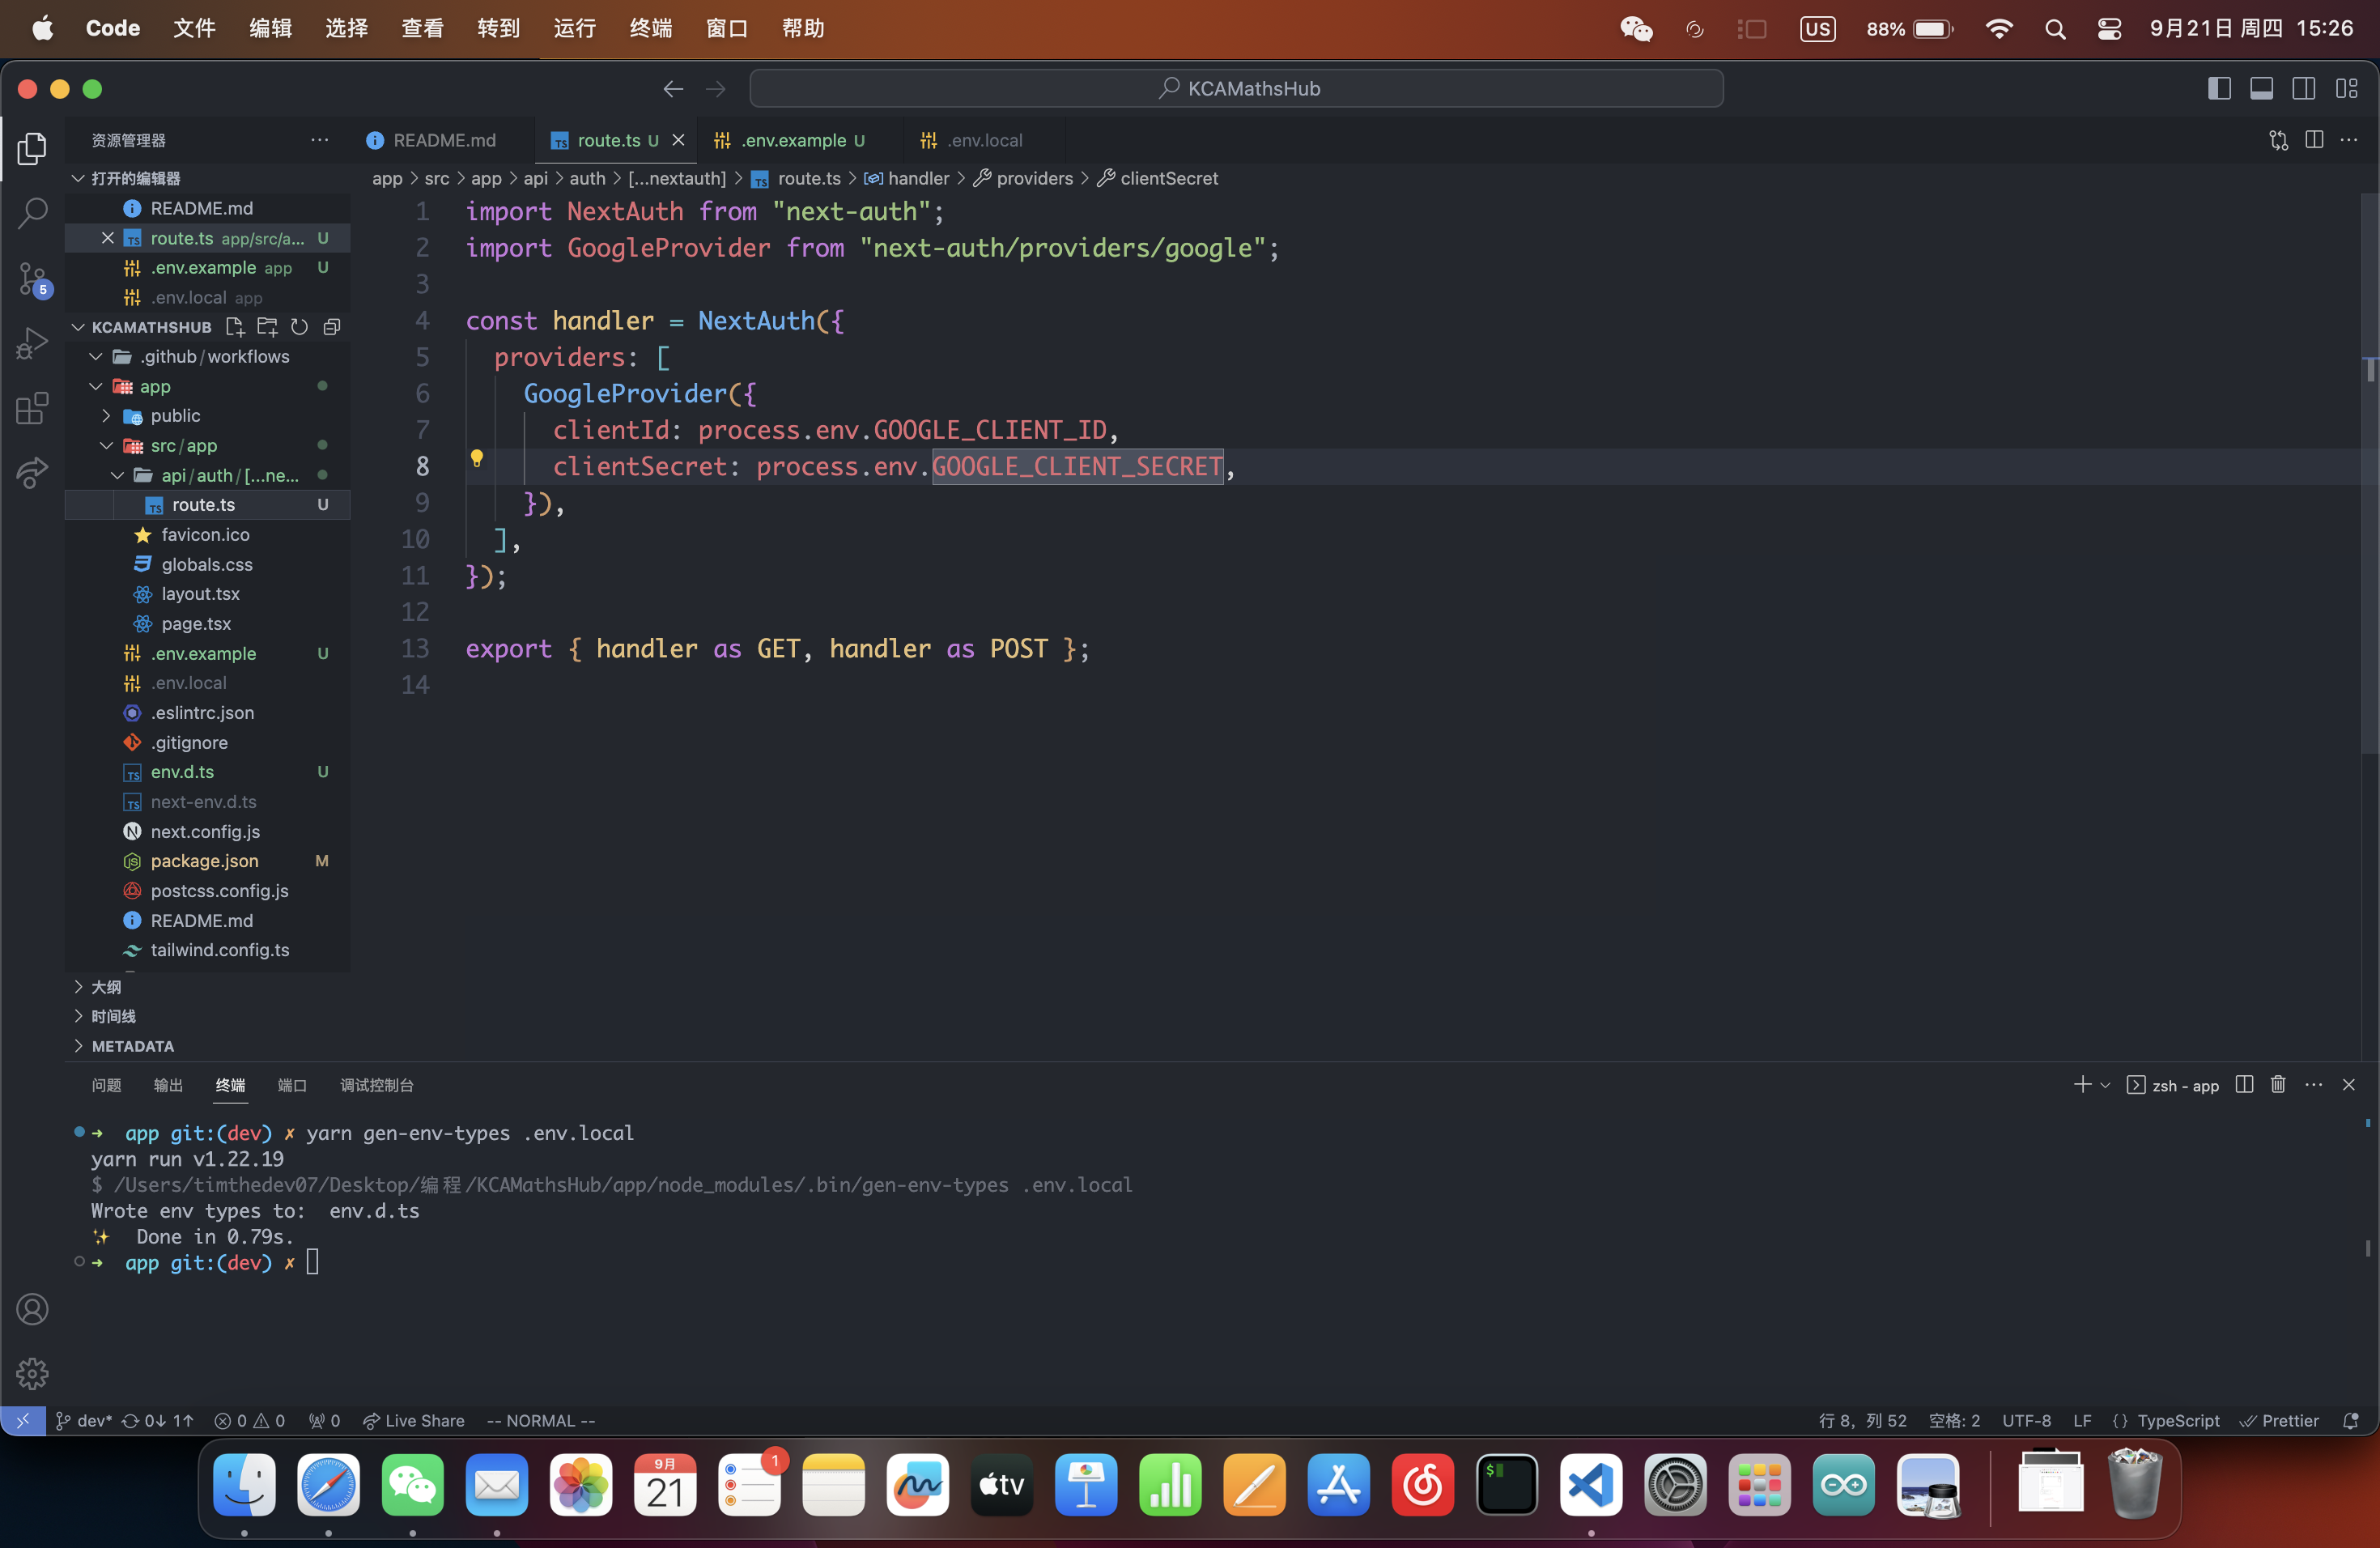 Code 文件 编辑 选择 查看 转到 运行 终端 窗口 帮助 US 88% 9月21日 周四 15:26
KCAMathsHub
资源管理器
README.md route.ts U .env.example U .env.local
打开的编辑器
app > src > app > api > auth > [...nextauth] > TS route.ts > handler > providers > clientSecret
README.md
TS route.ts app/src/a... U
.env.example app U
.env.local app
5
KCAMATHSHUB
.github/workflows
app
public
src/app
api/auth/[...ne...
TS route.ts U
favicon.ico
globals.css
layout.tsx
page.tsx
.env.example U
.env.local
.eslintrc.json
.gitignore
TS env.d.ts U
TS next-env.d.ts
next.config.js
package.json M
postcss.config.js
README.md
tailwind.config.ts
大纲
时间线
METADATA
1 import NextAuth from "next-auth";
2 import GoogleProvider from "next-auth/providers/google";
3
4 const handler = NextAuth({
5 providers: [
6 GoogleProvider({
7 clientId: process.env.GOOGLE_CLIENT_ID,
8 clientSecret: process.env.GOOGLE_CLIENT_SECRET,
9 }),
10 ],
11 });
12
13 export { handler as GET, handler as POST };
14
问题 输出 终端 端口 调试控制台 zsh - app
➜ app git:(dev) ✗ yarn gen-env-types .env.local
yarn run v1.22.19
$ /Users/timthedev07/Desktop/编程/KCAMathsHub/app/node_modules/.bin/gen-env-types .env.local
Wrote env types to: env.d.ts
✨ Done in 0.79s.
➜ app git:(dev) ✗
dev* 0↓ 1↑ 0 0 0 Live Share -- NORMAL -- 行 8，列 52 空格: 2 UTF-8 LF {} TypeScript Prettier
9月
21
1
tv
$